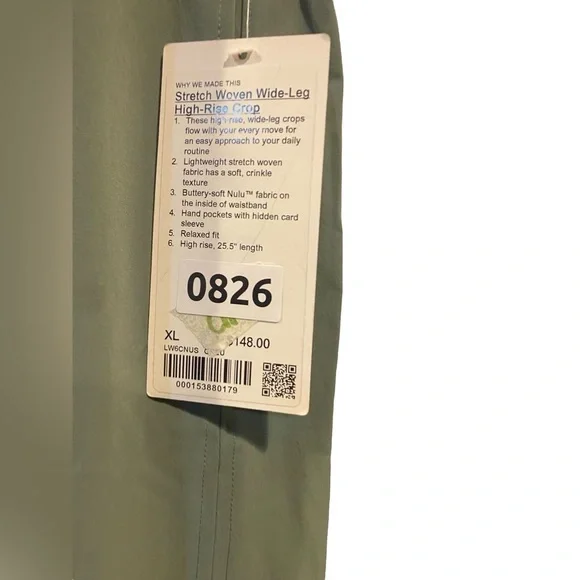 WHY WE MADE THIS
Stretch Woven Wide-Leg
High-Rise Crop
1. These high-rise, wide-leg crops
flow with your every move for
an easy approach to your daily
routine
2. Lightweight stretch woven
fabric has a soft, crinkle
texture
3. Buttery-soft Nulu™ fabric on
the inside of waistband
4. Hand pockets with hidden card
sleeve
5. Relaxed fit
6. High rise, 25.5" length
0826
XL $148.00
LW6CNUS
000153880179